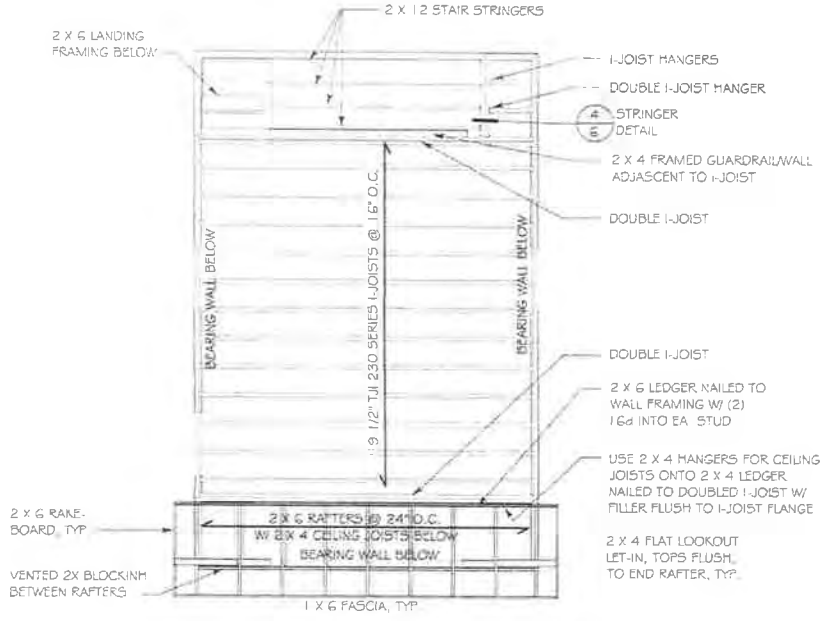 2 X 12 STAIR STRINGERS
2 X 6 LANDING
FRAMING BELOW
I-JOIST HANGERS
DOUBLE I-JOIST HANGER
4
6
STRINGER
DETAIL
2 X 4 FRAMED GUARDRAIL/WALL
ADJASCENT TO I-JOIST
DOUBLE I-JOIST
BEARING WALL BELOW
9 1/2" TJI 230 SERIES I-JOISTS @ 16" O.C.
BEARING WALL BELOW
DOUBLE I-JOIST
2 X 6 LEDGER NAILED TO
WALL FRAMING W/ (2)
16d INTO EA. STUD
USE 2 X 4 HANGERS FOR CEILING
JOISTS ONTO 2 X 4 LEDGER
NAILED TO DOUBLED I-JOIST W/
FILLER FLUSH TO I-JOIST FLANGE
2 X 4 FLAT LOOKOUT
LET-IN, TOPS FLUSH,
TO END RAFTER, TYP.
2 X 6 RAKE-
BOARD, TYP
2 X 6 RAFTERS @ 24" O.C.
W/ 2 X 4 CEILING JOISTS BELOW
BEARING WALL BELOW
VENTED 2X BLOCKINH
BETWEEN RAFTERS
1 X 6 FASCIA, TYP